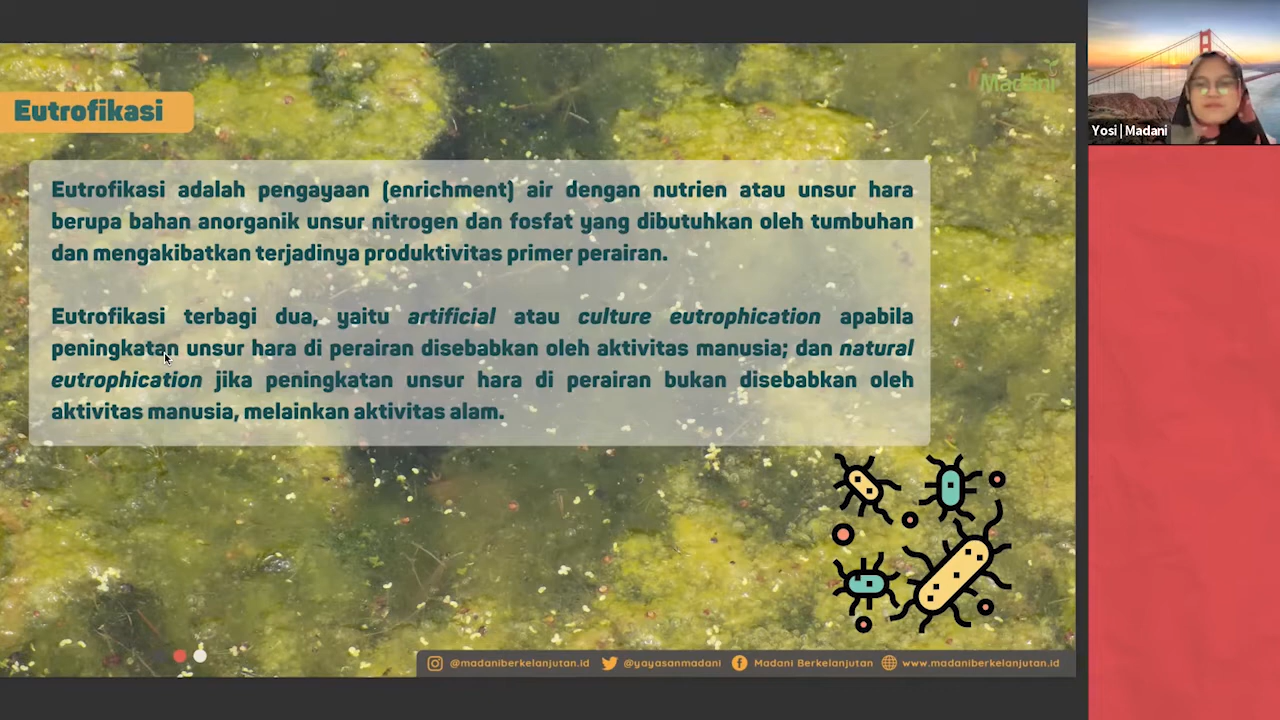 Madani
Eutrofikasi
Yosi | Madani
Eutrofikasi adalah pengayaan (enrichment) air dengan nutrien atau unsur hara
berupa bahan anorganik unsur nitrogen dan fosfat yang dibutuhkan oleh tumbuhan
dan mengakibatkan terjadinya produktivitas primer perairan.
Eutrofikasi terbagi dua, yaitu artificial atau culture eutrophication apabila
peningkatan unsur hara di perairan disebabkan oleh aktivitas manusia; dan natural
eutrophication jika peningkatan unsur hara di perairan bukan disebabkan oleh
aktivitas manusia, melainkan aktivitas alam.
@madaniberkelanjutan.id @yayasanmadani Madani Berkelanjutan www.madaniberkelanjutan.id